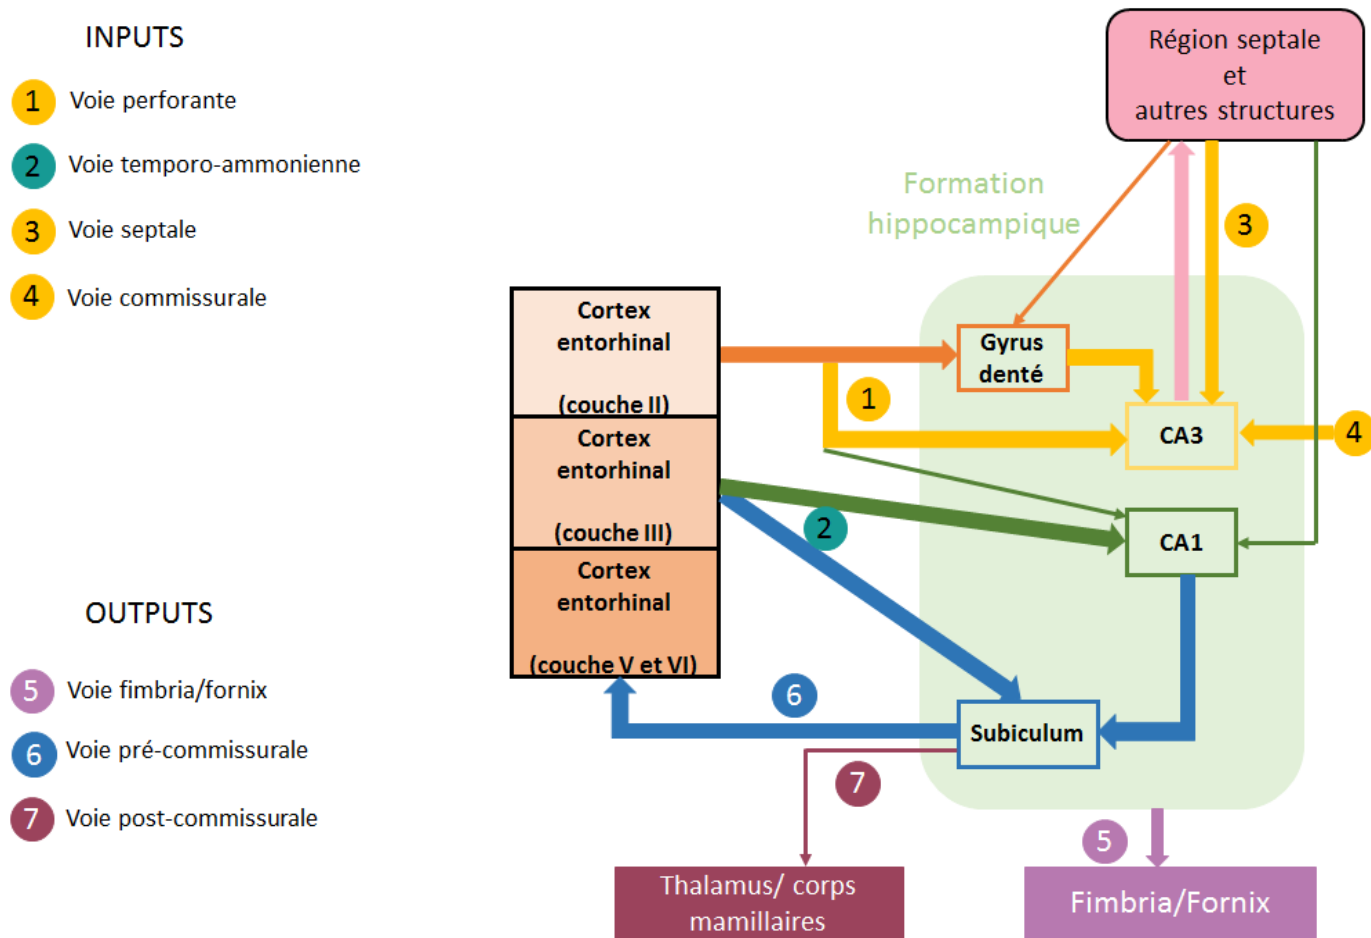 INPUTS
1 Voie perforante
2 Voie temporo-ammonienne
3 Voie septale
4 Voie commissurale
OUTPUTS
5 Voie fimbria/fornix
6 Voie pré-commissurale
7 Voie post-commissurale
Région septale
et
autres structures
Formation
hippocampique
3
Cortex
entorhinal
(couche II)
Cortex
entorhinal
(couche III)
Cortex
entorhinal
(couche V et VI)
Gyrus
denté
1
CA3
4
2
CA1
6
Subiculum
7
5
Thalamus/ corps
mamillaires
Fimbria/Fornix